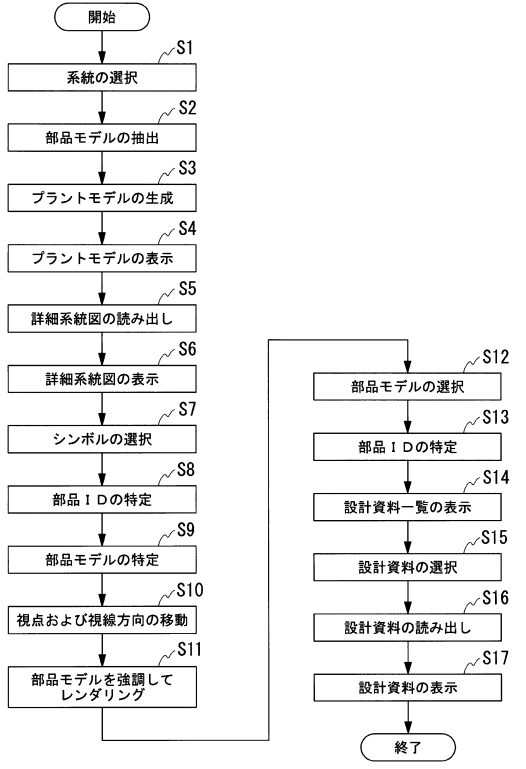 開始
S1
系統の選択
S2
部品モデルの抽出
S3
プラントモデルの生成
S4
プラントモデルの表示
S5
詳細系統図の読み出し
S6
詳細系統図の表示
S7
シンボルの選択
S8
部品ＩＤの特定
S9
部品モデルの特定
S10
視点および視線方向の移動
S11
部品モデルを強調して
レンダリング
S12
部品モデルの選択
S13
部品ＩＤの特定
S14
設計資料一覧の表示
S15
設計資料の選択
S16
設計資料の読み出し
S17
設計資料の表示
終了